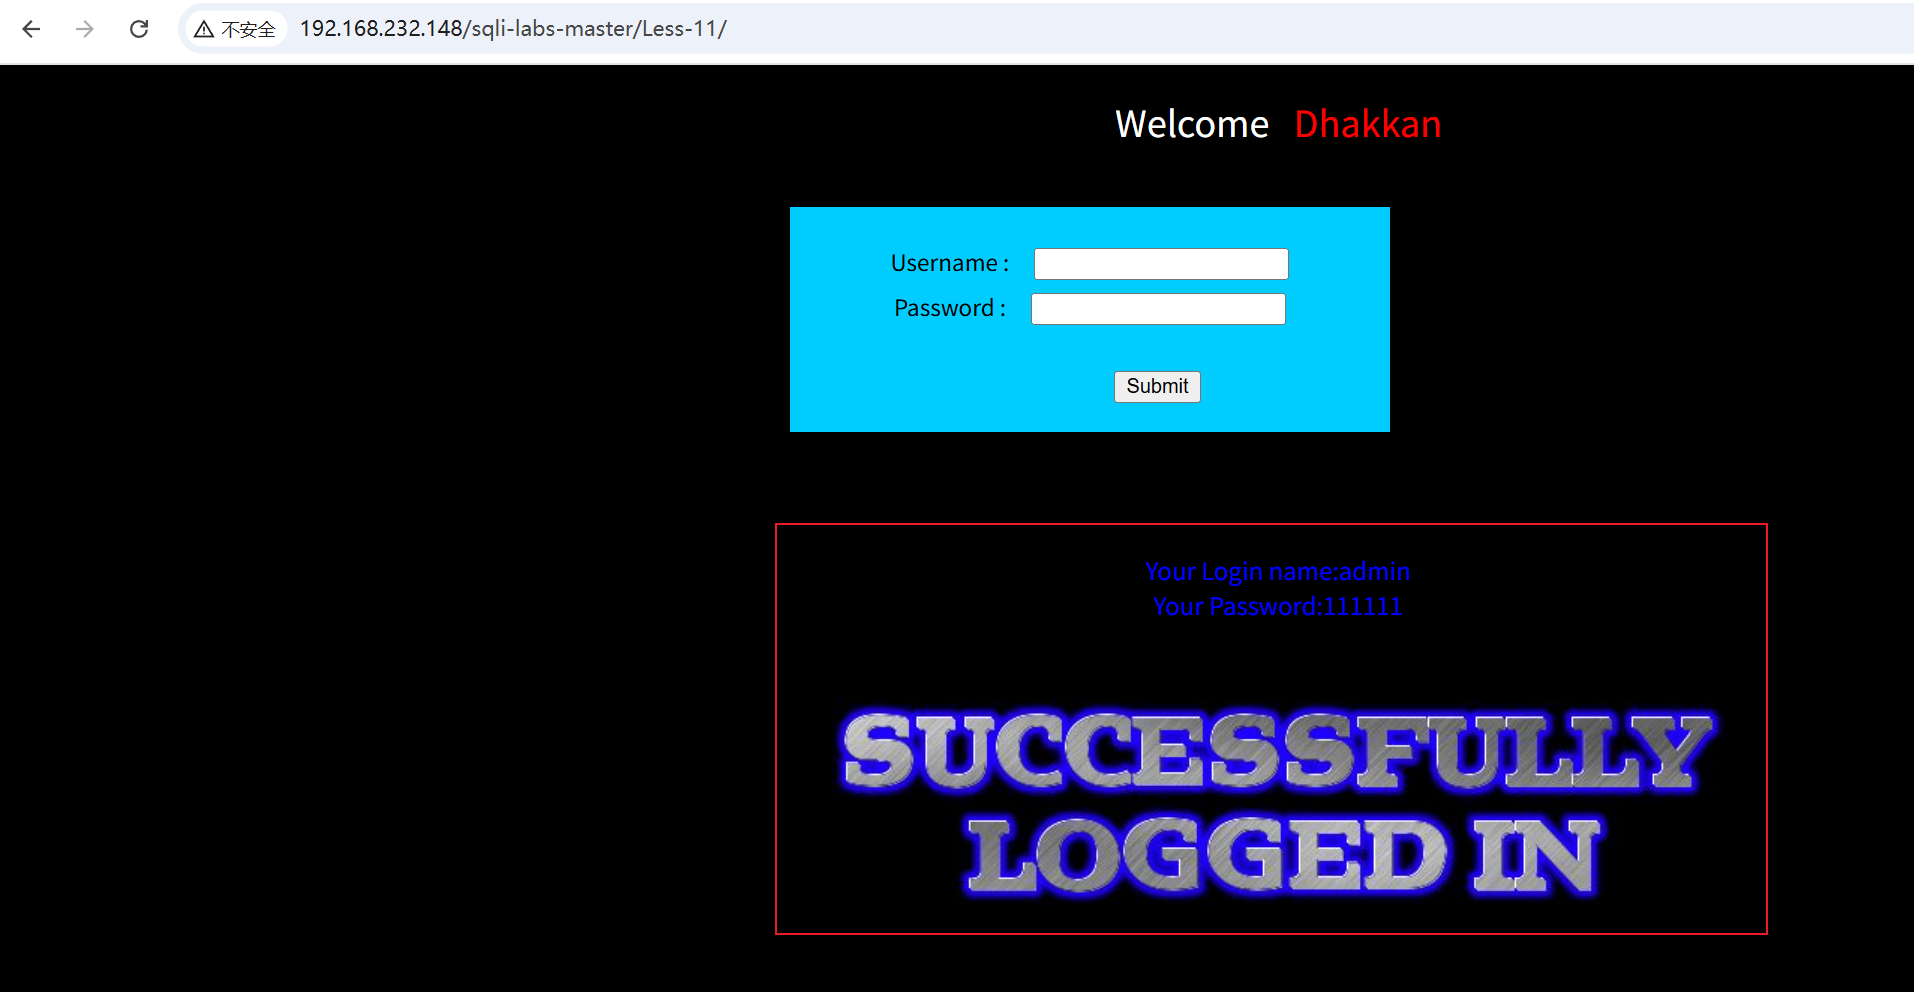 不安全 192.168.232.148/sqli-labs-master/Less-11/
Welcome Dhakkan
Username :
Password :
Submit
Your Login name:admin
Your Password:111111
SUCCESSFULLY
LOGGED IN